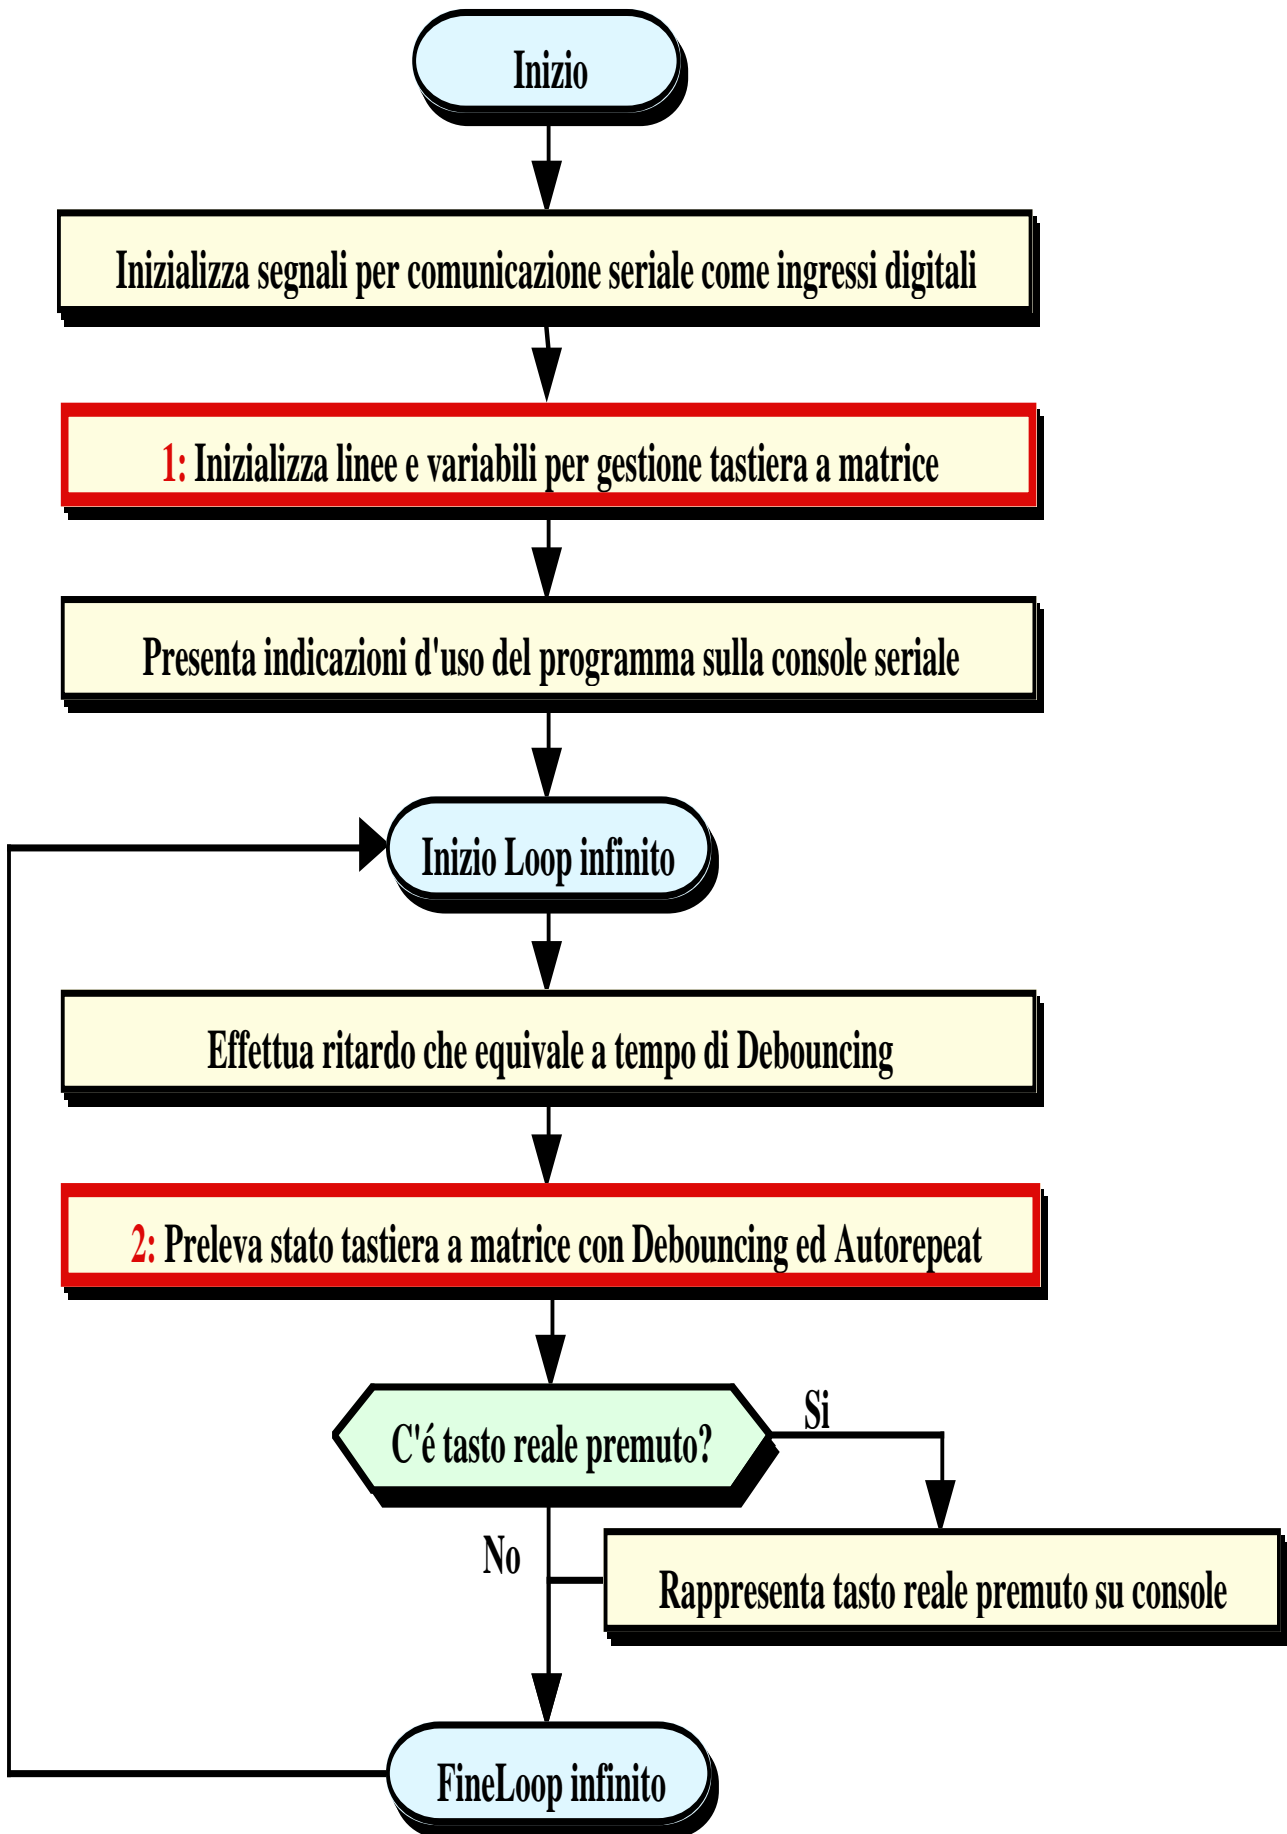 Inizio
Inizializza segnali per comunicazione seriale come ingressi digitali
1: Inizializza linee e variabili per gestione tastiera a matrice
Presenta indicazioni d'uso del programma sulla console seriale
Inizio Loop infinito
Effettua ritardo che equivale a tempo di Debouncing
2: Preleva stato tastiera a matrice con Debouncing ed Autorepeat
C'é tasto reale premuto?
Si
No
Rappresenta tasto reale premuto su console
FineLoop infinito